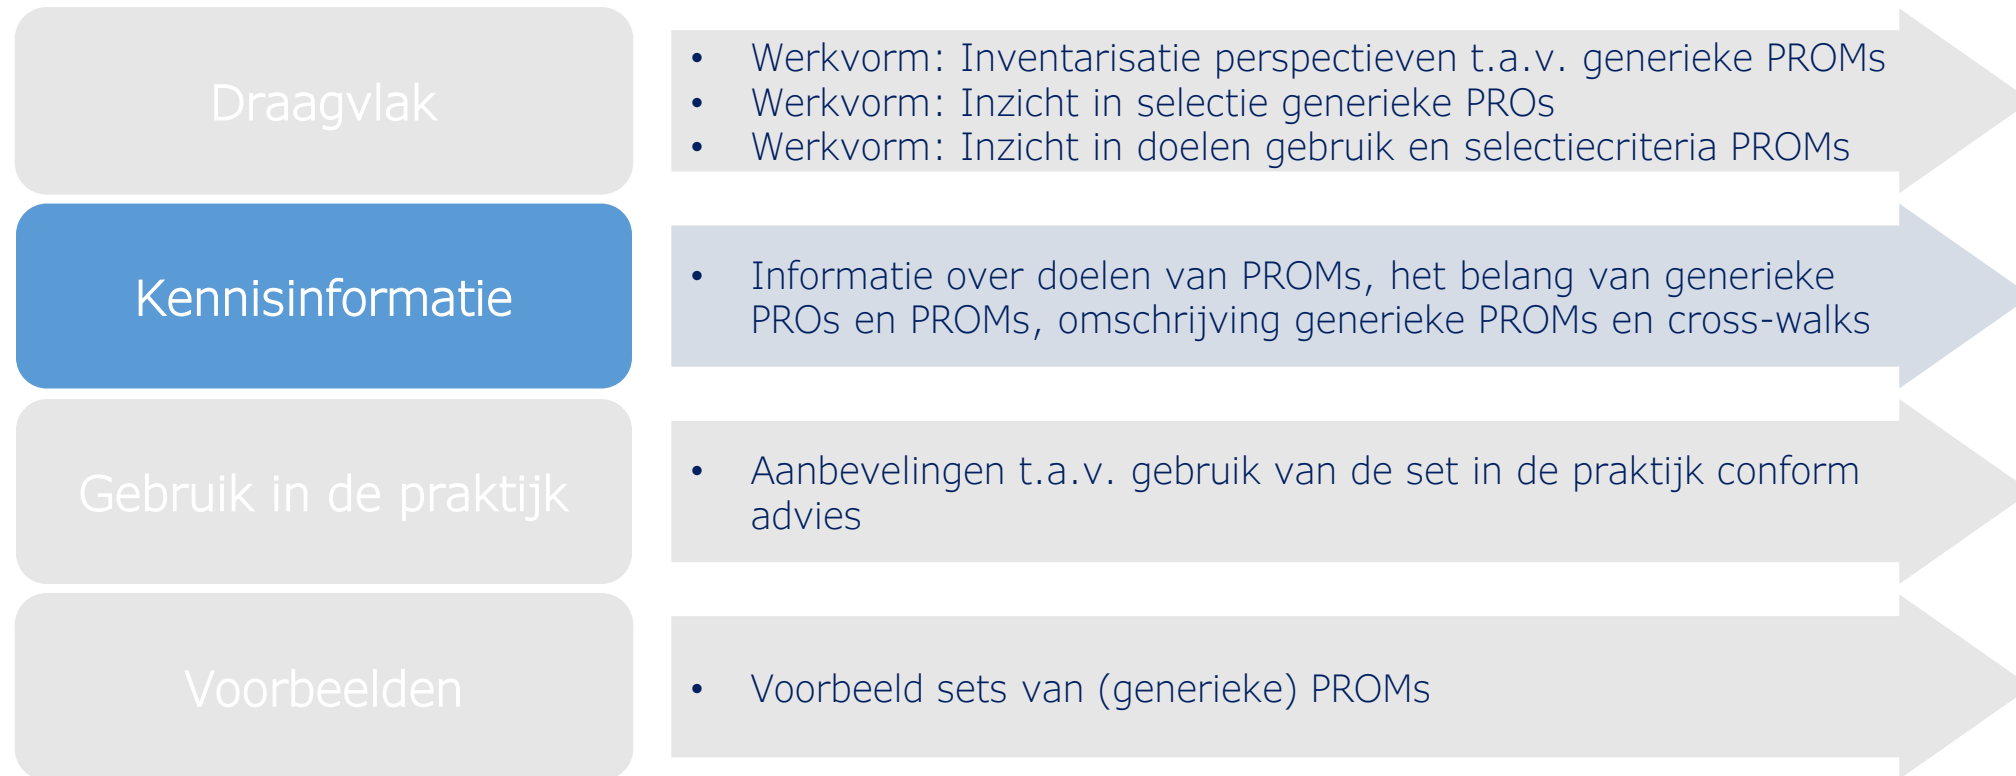 Draagvlak
• Werkvorm: Inventarisatie perspectieven t.a.v. generieke PROMs
• Werkvorm: Inzicht in selectie generieke PROs
• Werkvorm: Inzicht in doelen gebruik en selectiecriteria PROMs
Kennisinformatie
• Informatie over doelen van PROMs, het belang van generieke
PROs en PROMs, omschrijving generieke PROMs en cross-walks
Gebruik in de praktijk
• Aanbevelingen t.a.v. gebruik van de set in de praktijk conform
advies
Voorbeelden
• Voorbeeld sets van (generieke) PROMs